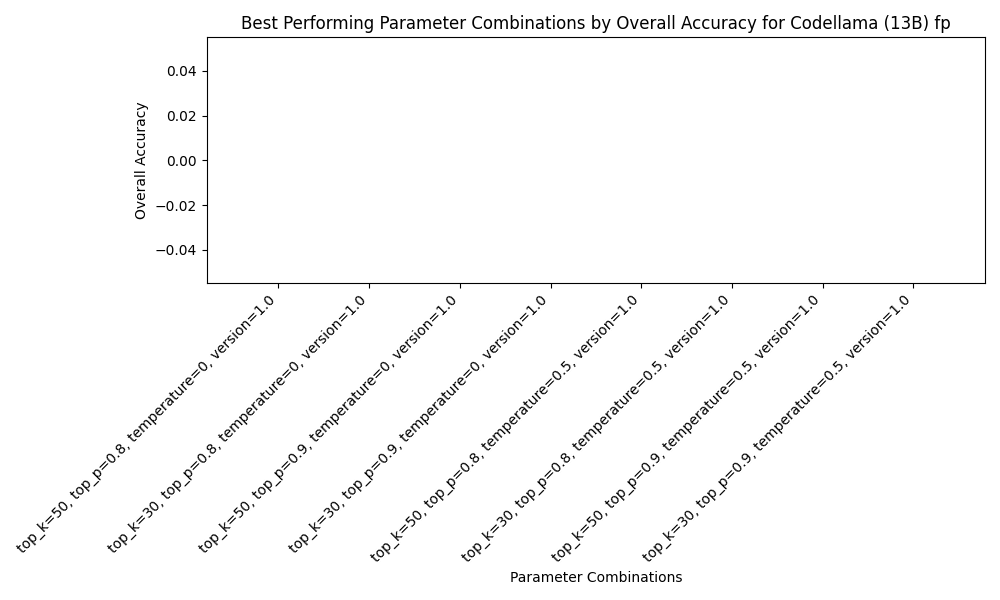 Best Performing Parameter Combinations by Overall Accuracy for Codellama (13B) fp
Overall Accuracy
0.04
0.02
0.00
−0.02
−0.04
top_k=50, top_p=0.8, temperature=0, version=1.0
top_k=30, top_p=0.8, temperature=0, version=1.0
top_k=50, top_p=0.9, temperature=0, version=1.0
top_k=30, top_p=0.9, temperature=0, version=1.0
top_k=50, top_p=0.8, temperature=0.5, version=1.0
top_k=30, top_p=0.8, temperature=0.5, version=1.0
top_k=50, top_p=0.9, temperature=0.5, version=1.0
top_k=30, top_p=0.9, temperature=0.5, version=1.0
Parameter Combinations